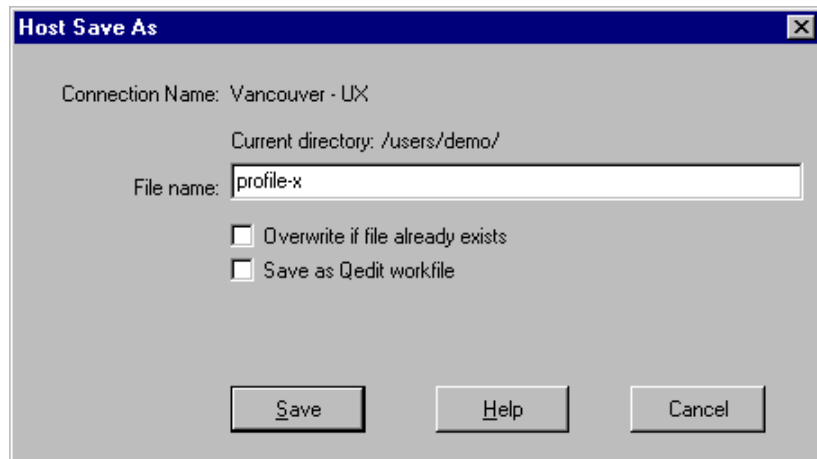 Host Save As
Connection Name: Vancouver - UX
Current directory: /users/demo/
File name: profile-x
Overwrite if file already exists
Save as Qedit workfile
Save Help Cancel